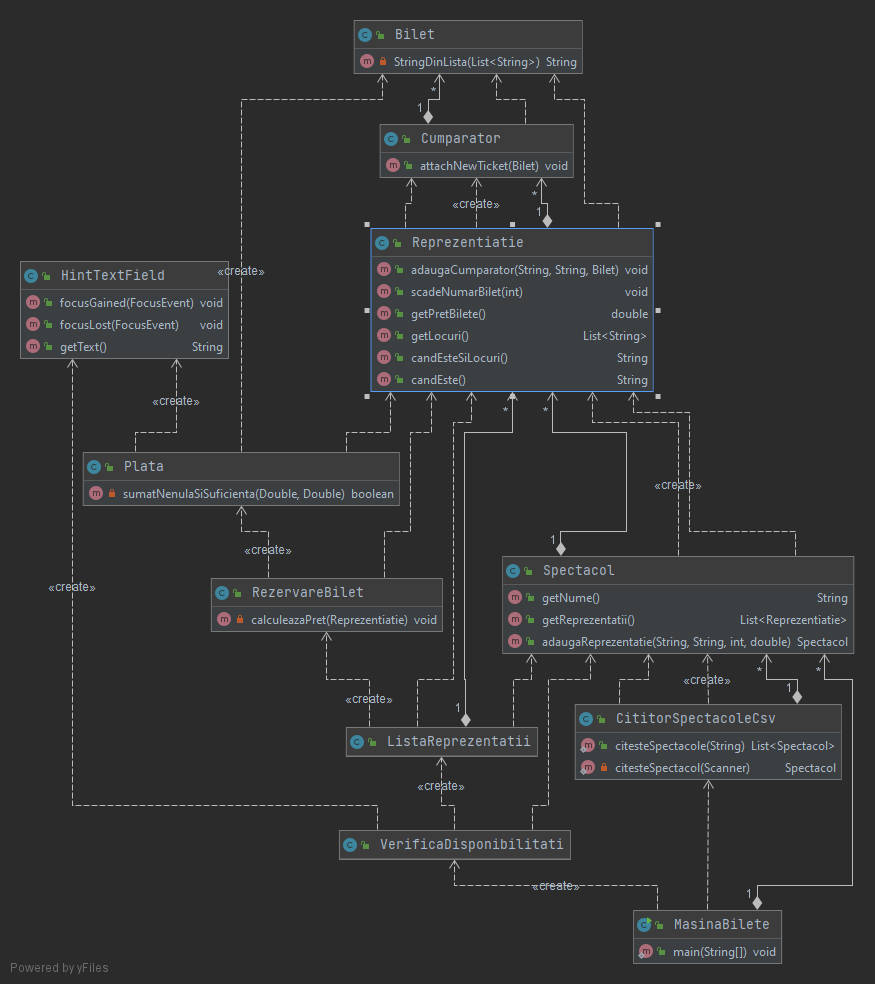 Bilet
StringDinLista(List<String>) String
*
1
Cumparator
attachNewTicket(Bilet) void
«create»
*
1
Reprezentiatie
adaugaCumparator(String, String, Bilet) void
scadeNumarBilet(int) void
getPretBilete() double
getLocuri() List<String>
candEsteSiLocuri() String
candEste() String
«create»
HintTextField
focusGained(FocusEvent) void
focusLost(FocusEvent) void
getText() String
«create»
*
*
Plata
sumatNenulaSiSuficienta(Double, Double) boolean
«create»
«create»
1
RezervareBilet
calculeazaPret(Reprezentiatie) void
«create»
Spectacol
getNume() String
getReprezentatii() List<Reprezentiatie>
adaugaReprezentatie(String, String, int, double) Spectacol
*
*
«create»
1
«create»
1
ListaReprezentatii
CititorSpectacoleCsv
citesteSpectacole(String) List<Spectacol>
citesteSpectacol(Scanner) Spectacol
«create»
VerificaDisponibilitati
«create»
1
MasinaBilete
main(String[]) void
Powered by yFiles